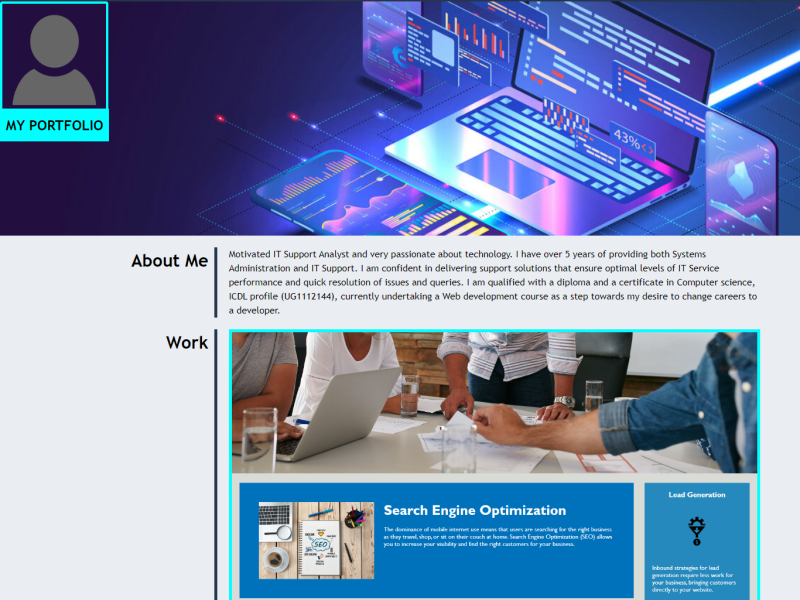 MY PORTFOLIO
43%<>
About Me
Motivated IT Support Analyst and very passionate about technology. I have over 5 years of providing both Systems
Administration and IT Support. I am confident in delivering support solutions that ensure optimal levels of IT Service
performance and quick resolution of issues and queries. I am qualified with a diploma and a certificate in Computer science,
ICDL profile (UG1112144), currently undertaking a Web development course as a step towards my desire to change careers to
a developer.
Work
Search Engine Optimization
The dominance of mobile internet use means that users are searching for the right business
as they travel, shop, or sit on their couch at home. Search Engine Optimization (SEO) allows
you to increase your visibility and find the right customers for your business.
SEO
Lead Generation
Inbound strategies for lead
generation require less work for
your business, bringing customers
directly to your website.